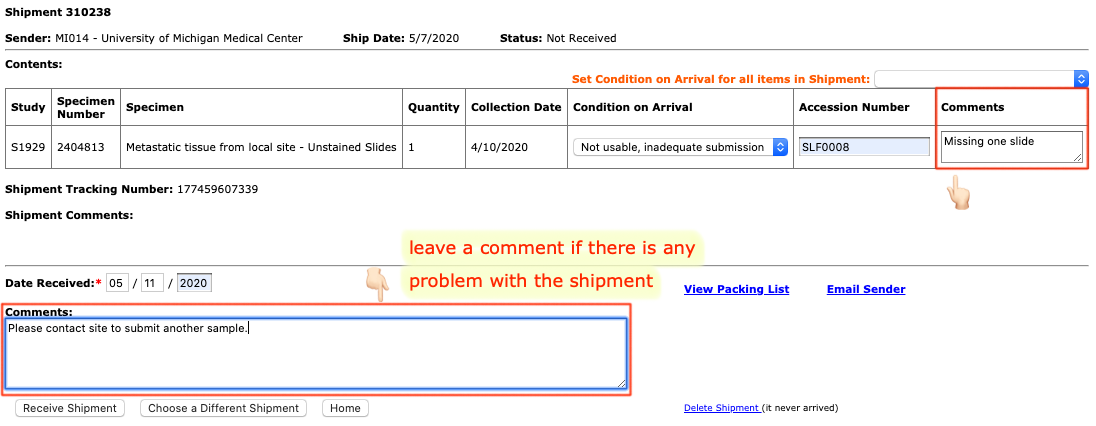 Shipment 310238
Sender: MI014 - University of Michigan Medical Center Ship Date: 5/7/2020 Status: Not Received
Contents:
Set Condition on Arrival for all items in Shipment:
Study Specimen Number Specimen Quantity Collection Date Condition on Arrival Accession Number Comments
S1929 2404813 Metastatic tissue from local site - Unstained Slides 1 4/10/2020 Not usable, inadequate submission SLF0008 Missing one slide
Shipment Tracking Number: 177459607339
Shipment Comments:
leave a comment if there is any
problem with the shipment
Date Received:* 05 / 11 / 2020
View Packing List Email Sender
Comments:
Please contact site to submit another sample.
Receive Shipment Choose a Different Shipment Home Delete Shipment (it never arrived)